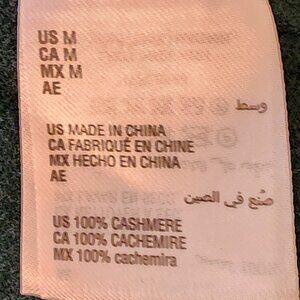 US M
CA M
MX M
AE
وسط
US MADE IN CHINA
CA FABRIQUÉ EN CHINE
MX HECHO EN CHINA
AE
صُنع في الصين
US 100% CASHMERE
CA 100% CACHEMIRE
MX 100% cachemira